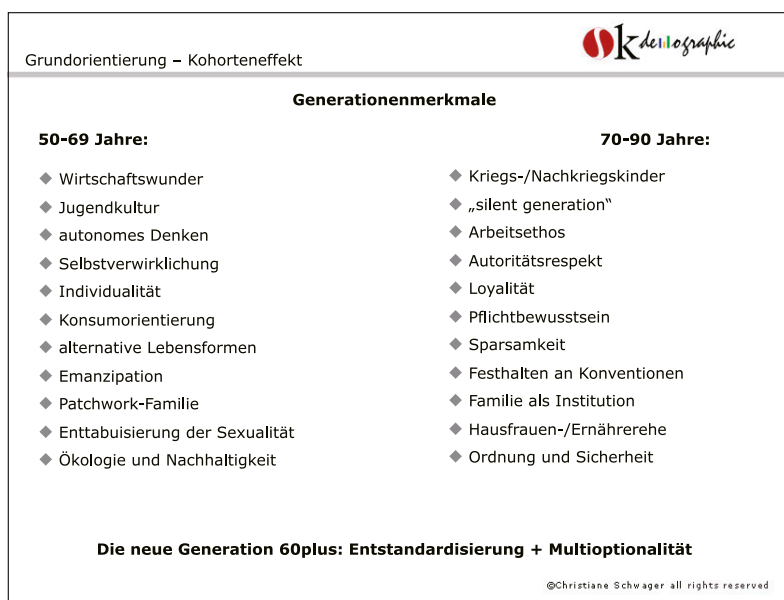 Grundorientierung – Kohorteneffekt
Sk demographic
Generationenmerkmale
50-69 Jahre:
Wirtschaftswunder
Jugendkultur
autonomes Denken
Selbstverwirklichung
Individualität
Konsumorientierung
alternative Lebensformen
Emanzipation
Patchwork-Familie
Enttabuisierung der Sexualität
Ökologie und Nachhaltigkeit
70-90 Jahre:
Kriegs-/Nachkriegskinder
„silent generation“
Arbeitsethos
Autoritätsrespekt
Loyalität
Pflichtbewusstsein
Sparsamkeit
Festhalten an Konventionen
Familie als Institution
Hausfrauen-/Ernährerehe
Ordnung und Sicherheit
Die neue Generation 60plus: Entstandardisierung + Multioptionalität
©Christiane Schwager all rights reserved